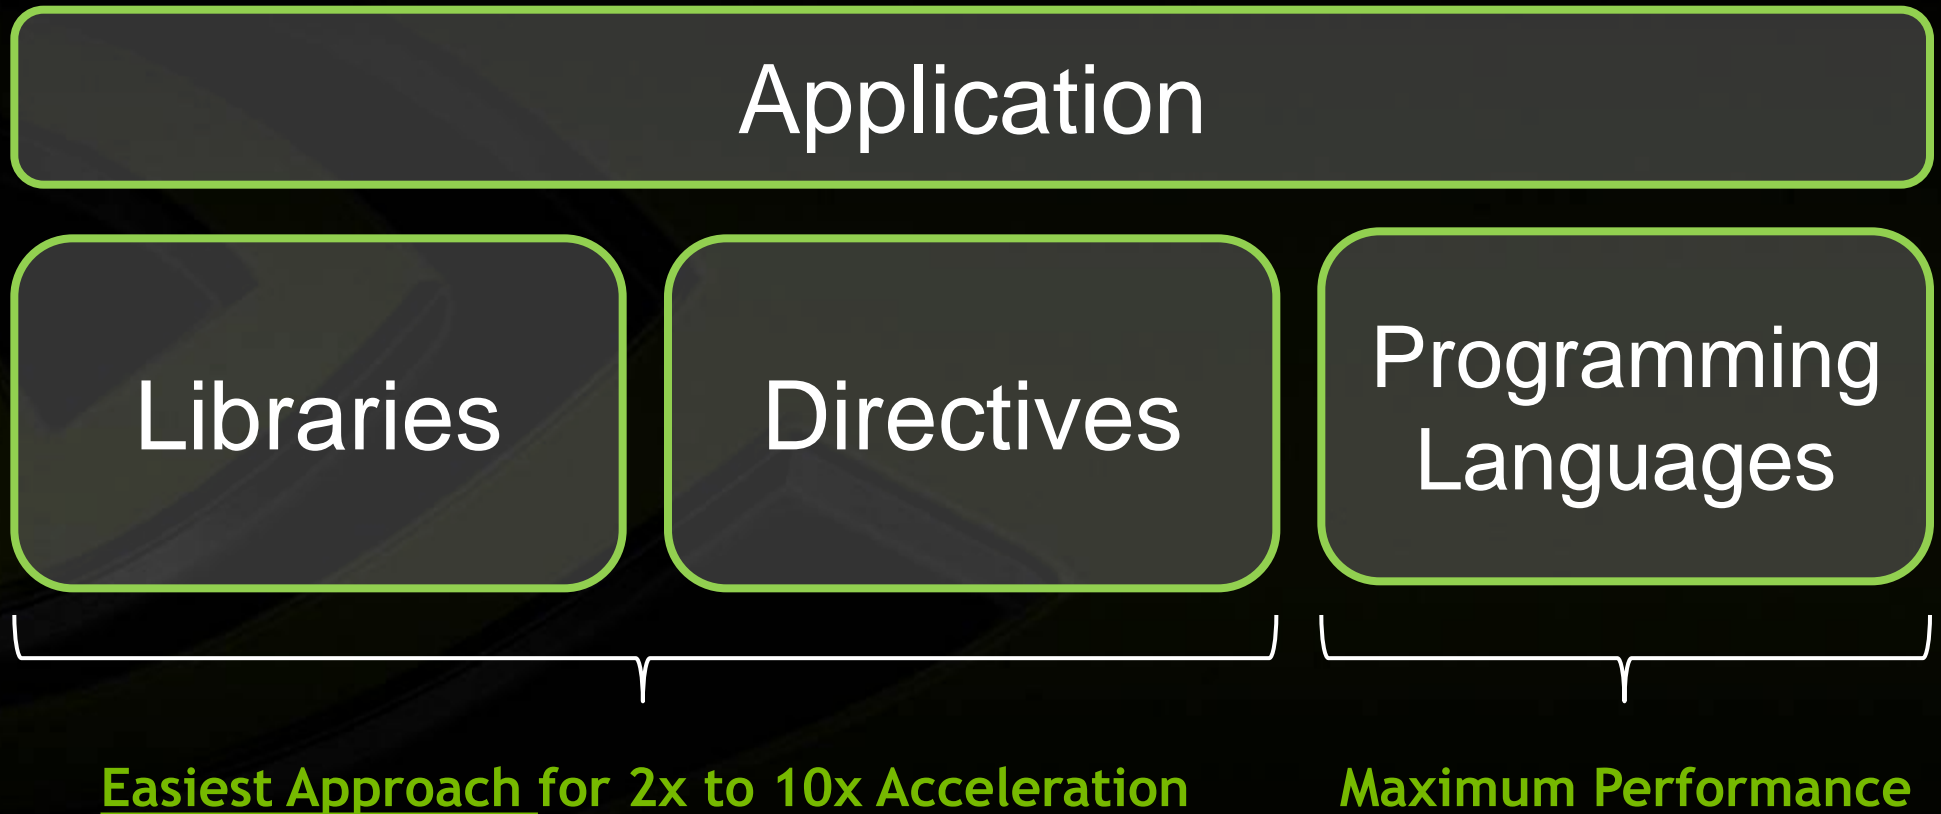 Application
Libraries
Directives
Programming
Languages
Easiest Approach for 2x to 10x Acceleration
Maximum Performance